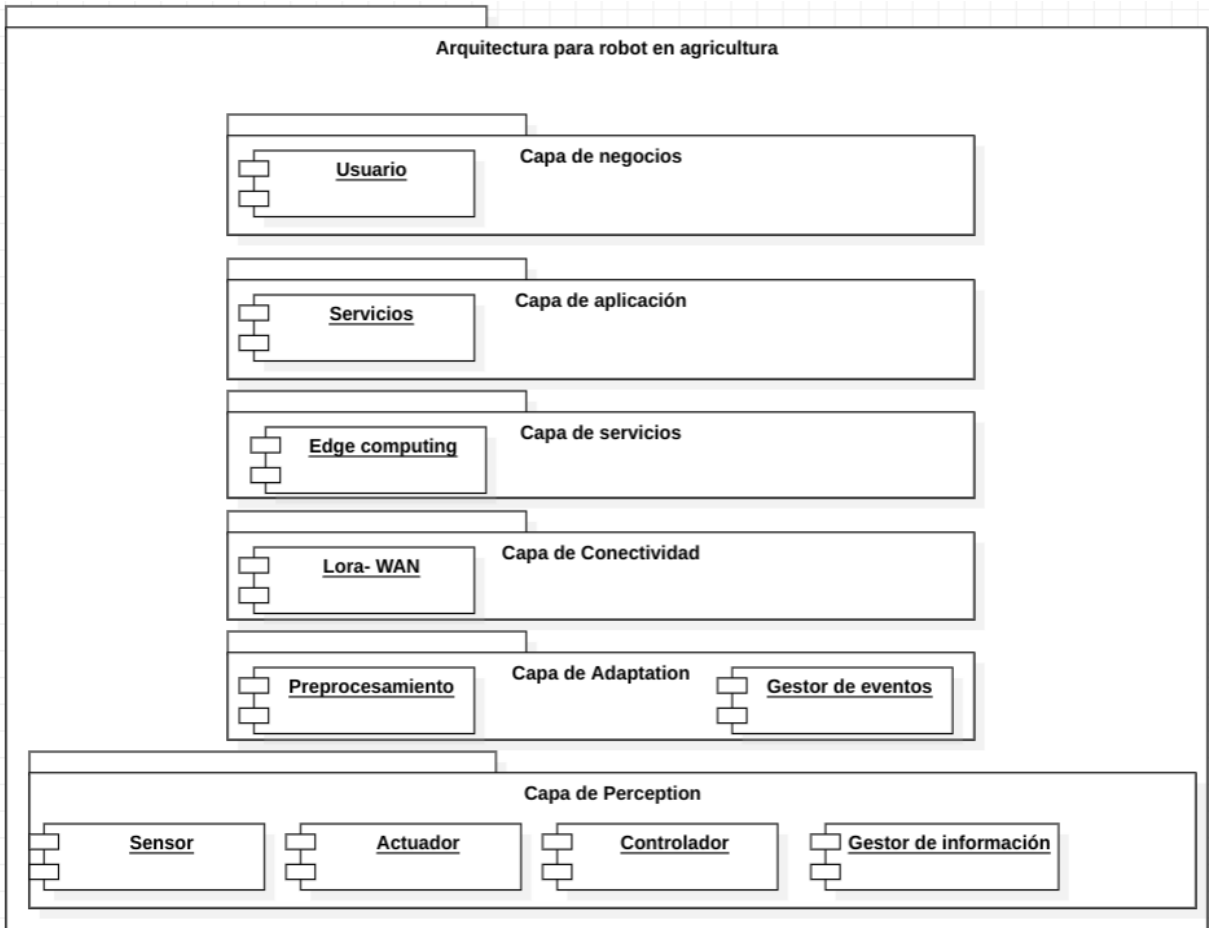 Arquitectura para robot en agricultura
Capa de negocios
Usuario
Capa de aplicación
Servicios
Capa de servicios
Edge computing
Capa de Conectividad
Lora- WAN
Capa de Adaptation
Preprocesamiento
Gestor de eventos
Capa de Perception
Sensor
Actuador
Controlador
Gestor de información